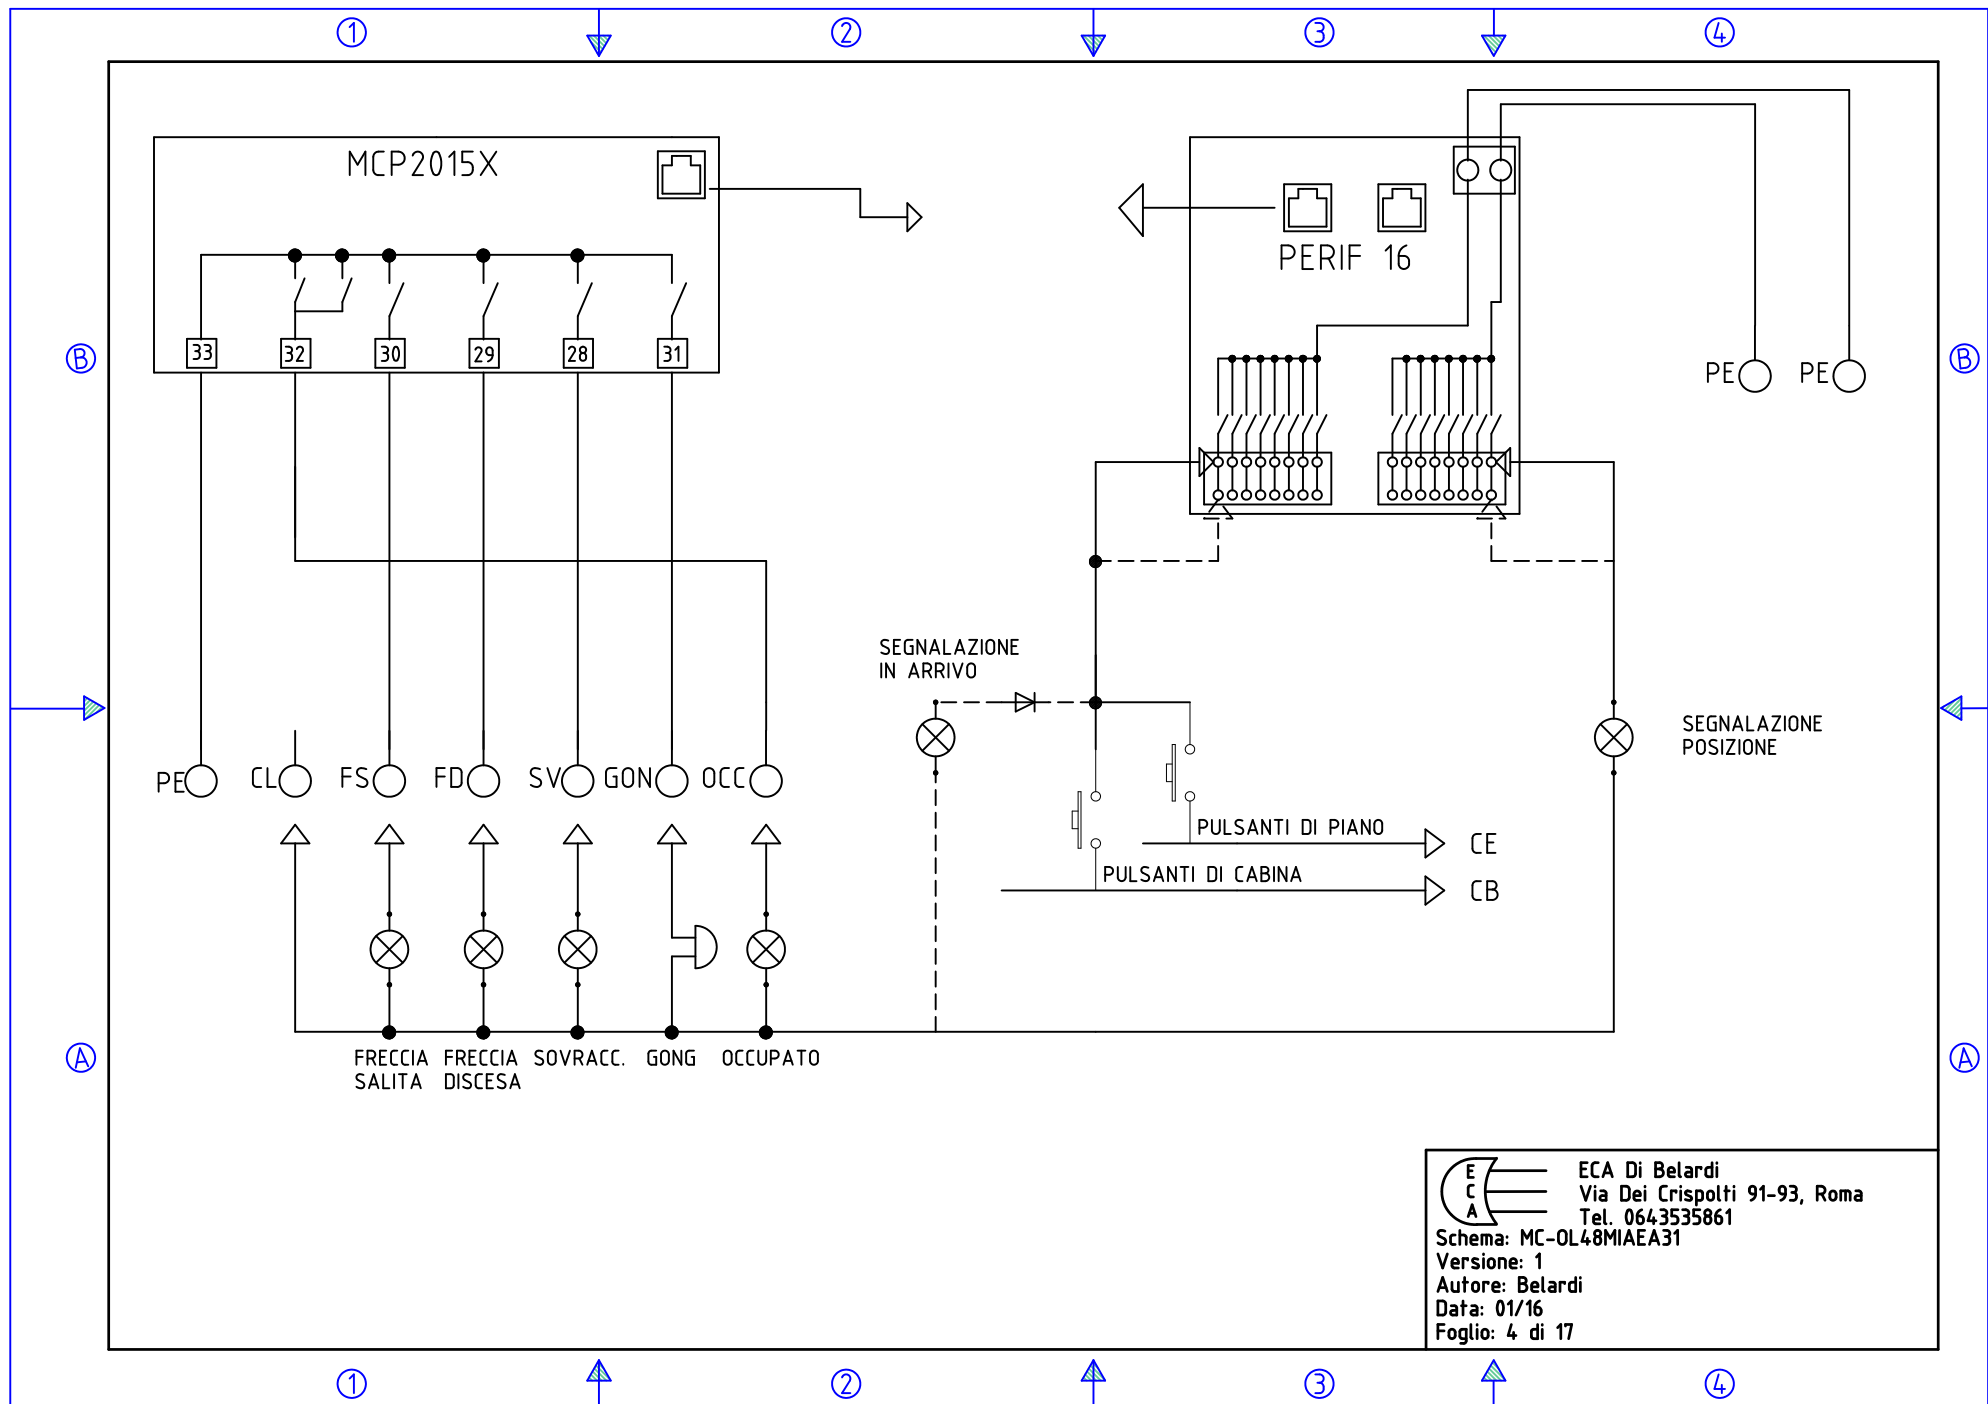 1 2 3 4
MCP2015X
PERIF 16
B B
33 32 30 29 28 31
PE PE
SEGNALAZIONE
IN ARRIVO
SEGNALAZIONE
POSIZIONE
PE CL FS FD SV GON OCC
PULSANTI DI PIANO CE
PULSANTI DI CABINA CB
A A
FRECCIA
SALITA
FRECCIA
DISCESA
SOVRACC.
GONG
OCCUPATO
E
C
A
ECA Di Belardi
Via Dei Crispolti 91-93, Roma
Tel. 0643535861
Schema: MC-OL48MIAEA31
Versione: 1
Autore: Belardi
Data: 01/16
Foglio: 4 di 17
1 2 3 4